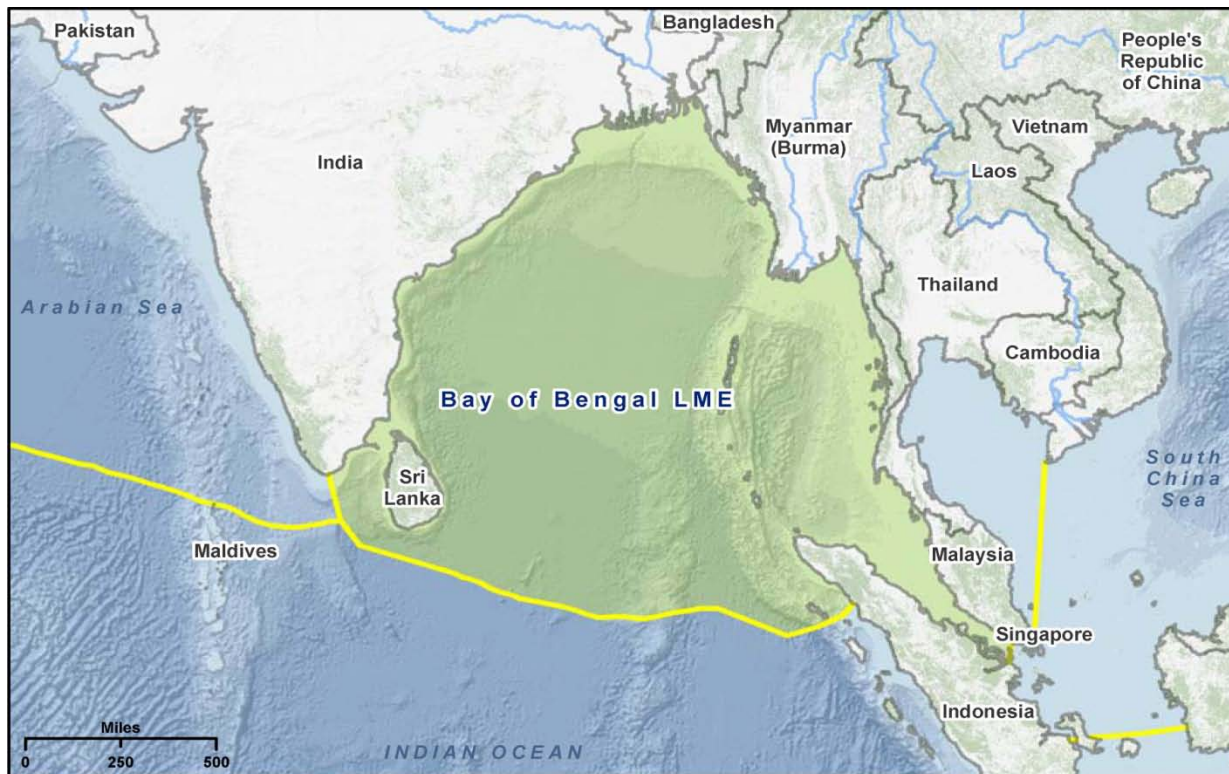 Pakistan
Bangladesh
People's
Republic
of China
India
Myanmar
(Burma)
Vietnam
Laos
Thailand
Arabian Sea
Cambodia
Bay of Bengal LME
Sri
Lanka
South
China
Sea
Maldives
Malaysia
Singapore
Indonesia
Miles
0 250 500
INDIAN OCEAN